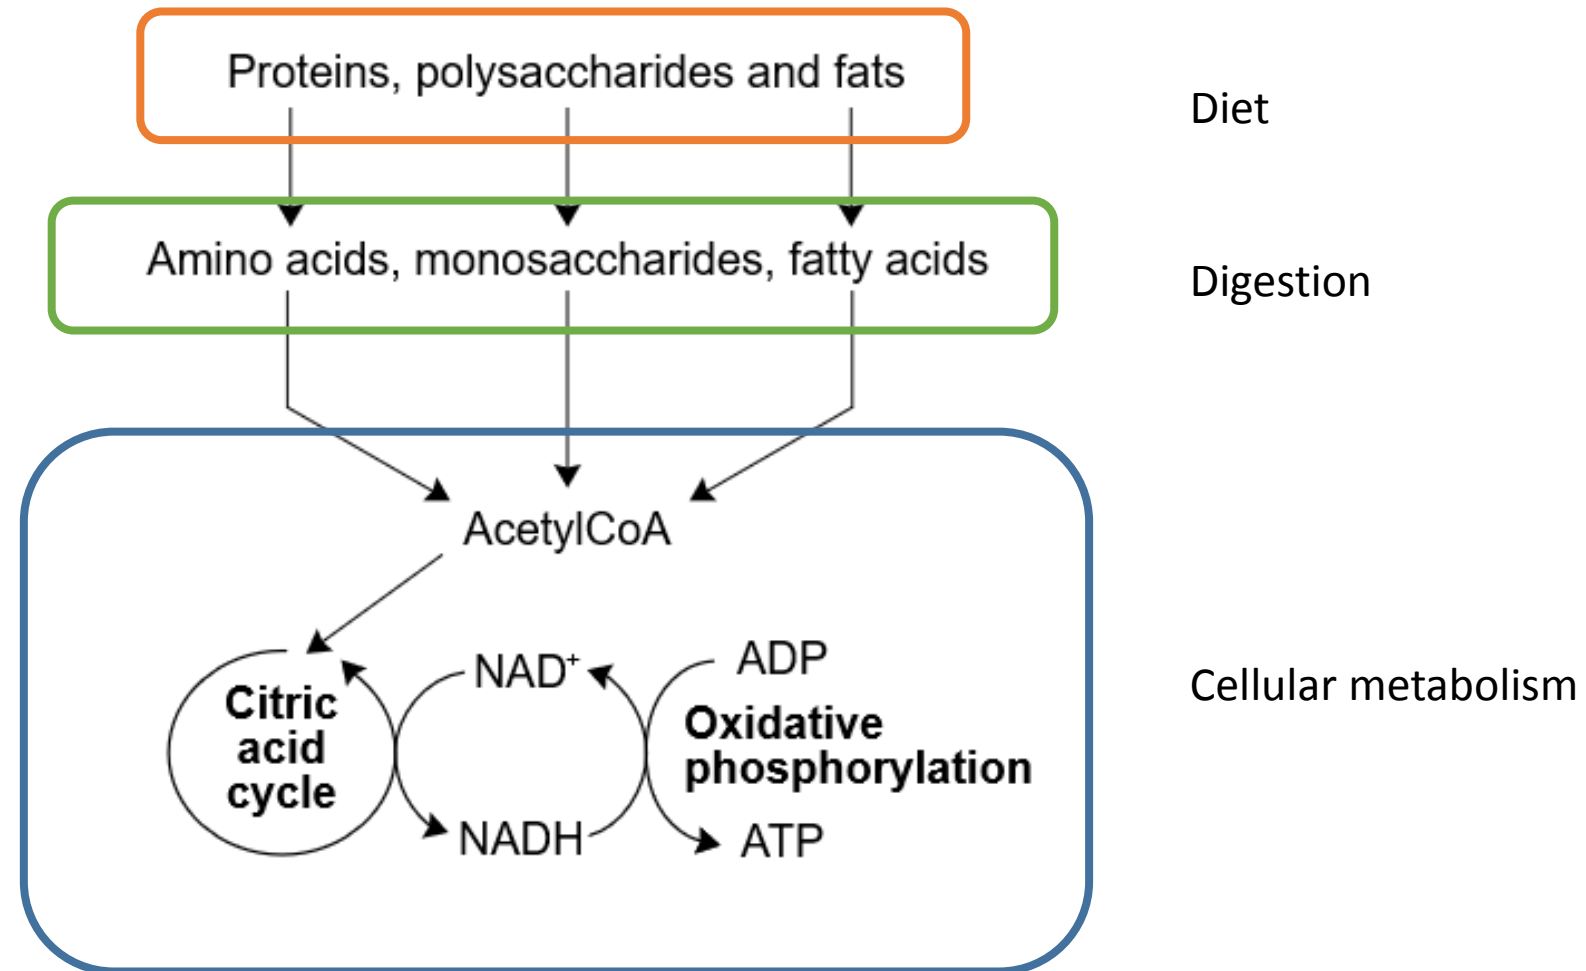 Proteins, polysaccharides and fats
Diet
Amino acids, monosaccharides, fatty acids
Digestion
AcetylCoA
Citric
acid
cycle
NAD⁺
NADH
ADP
Oxidative
phosphorylation
ATP
Cellular metabolism